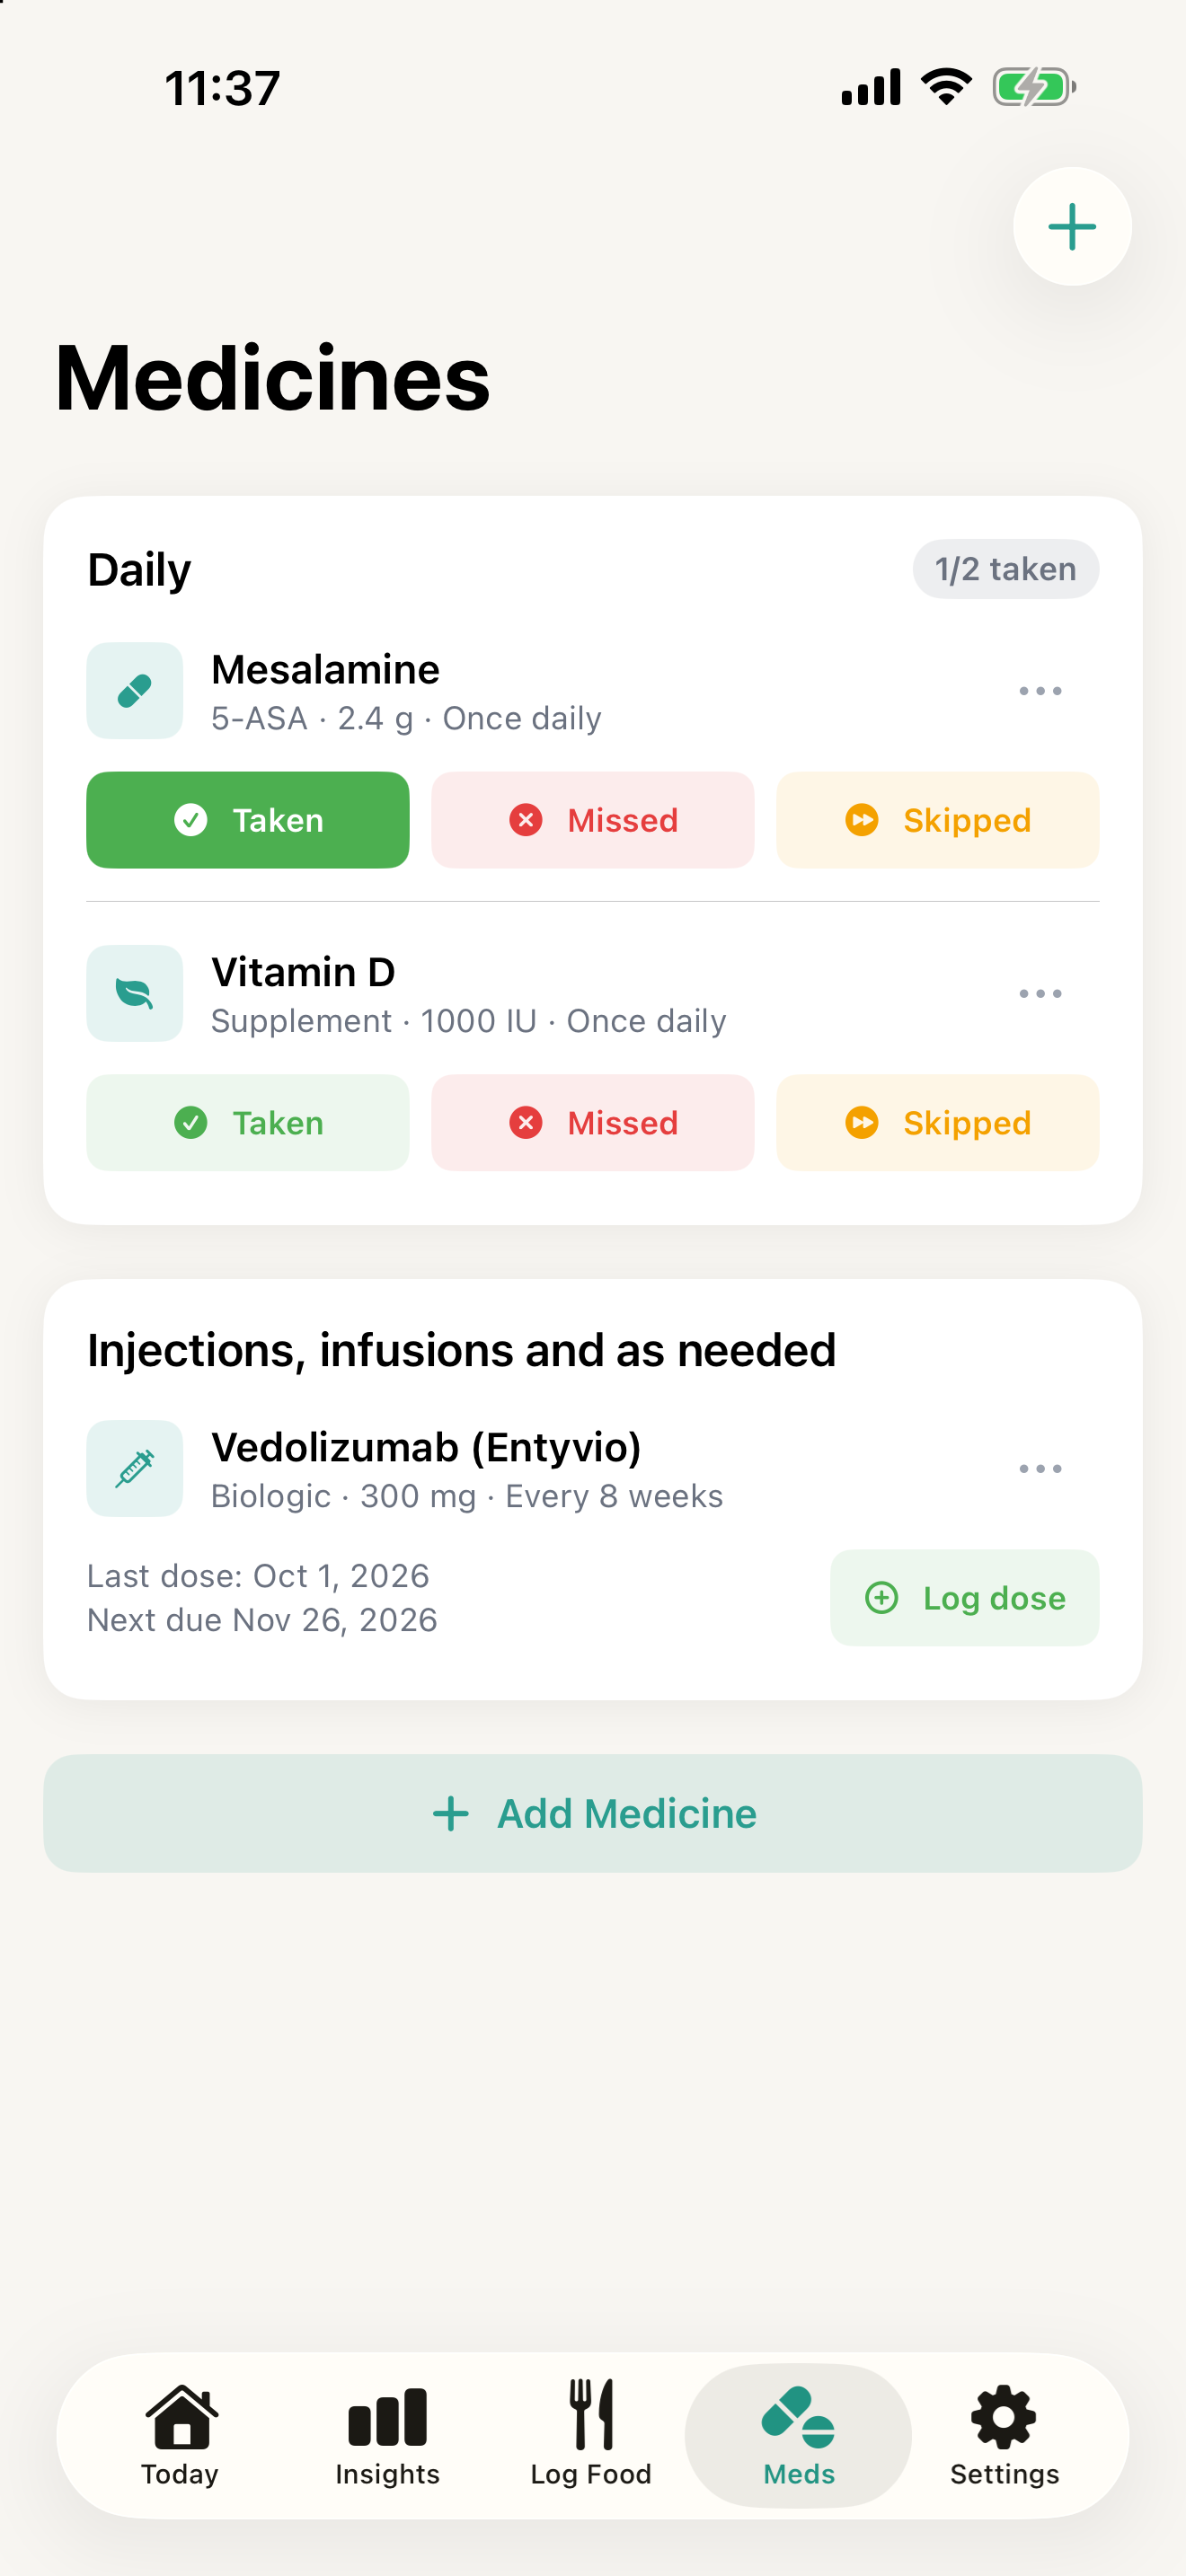 11:37
Medicines
Daily
1/2 taken
Mesalamine
5-ASA · 2.4 g · Once daily
Taken
Missed
Skipped
Vitamin D
Supplement · 1000 IU · Once daily
Taken
Missed
Skipped
Injections, infusions and as needed
Vedolizumab (Entyvio)
Biologic · 300 mg · Every 8 weeks
Last dose: Oct 1, 2026
Next due Nov 26, 2026
Log dose
Add Medicine
Today
Insights
Log Food
Meds
Settings